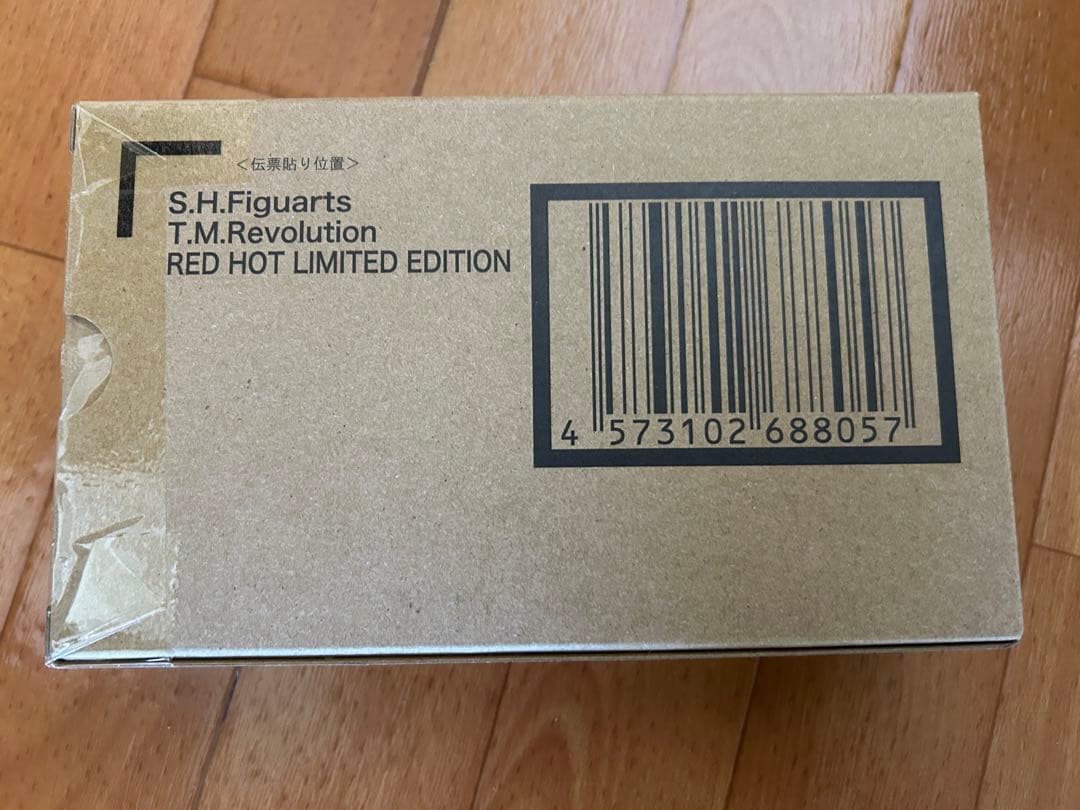 ＜伝票貼り位置＞
S.H.Figuarts
T.M.Revolution
RED HOT LIMITED EDITION
4 573102 688057